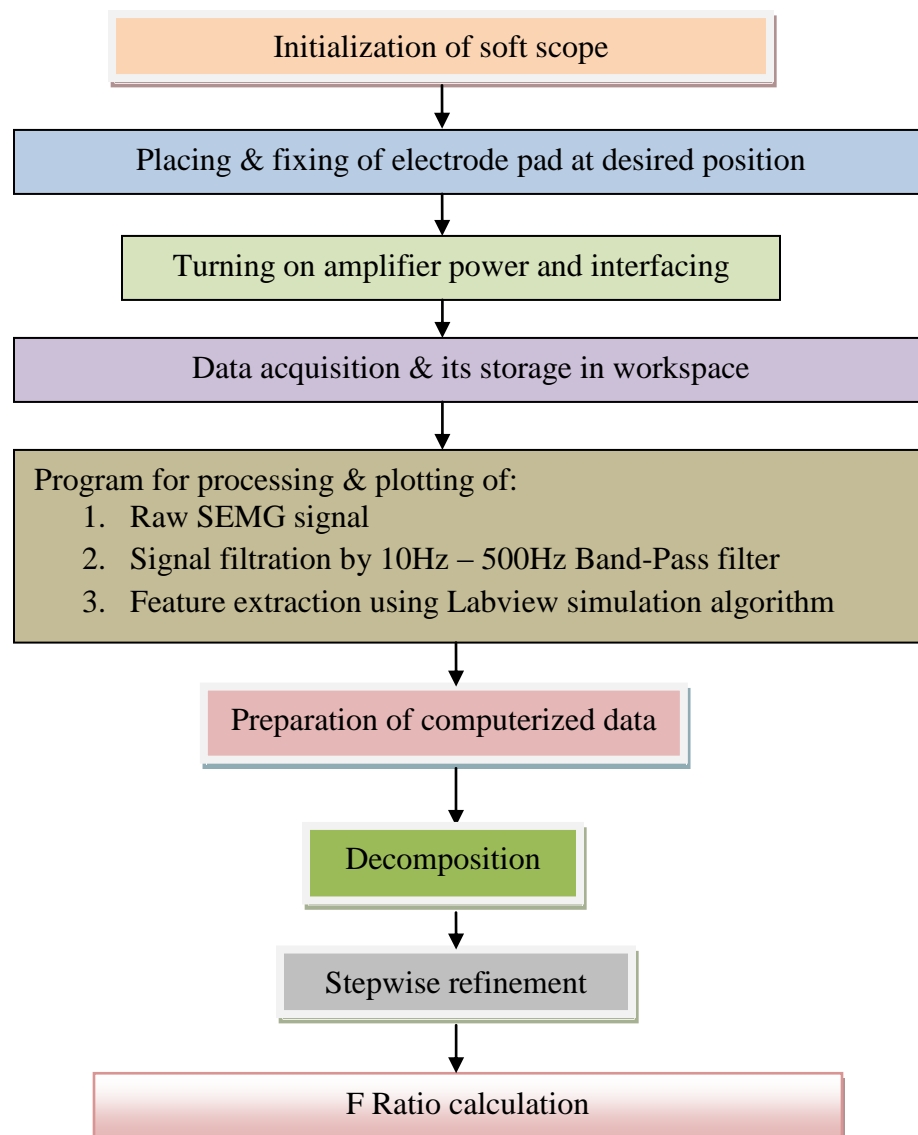 Initialization of soft scope
Placing & fixing of electrode pad at desired position
Turning on amplifier power and interfacing
Data acquisition & its storage in workspace
Program for processing & plotting of:
1. Raw SEMG signal
2. Signal filtration by 10Hz – 500Hz Band-Pass filter
3. Feature extraction using Labview simulation algorithm
Preparation of computerized data
Decomposition
Stepwise refinement
F Ratio calculation